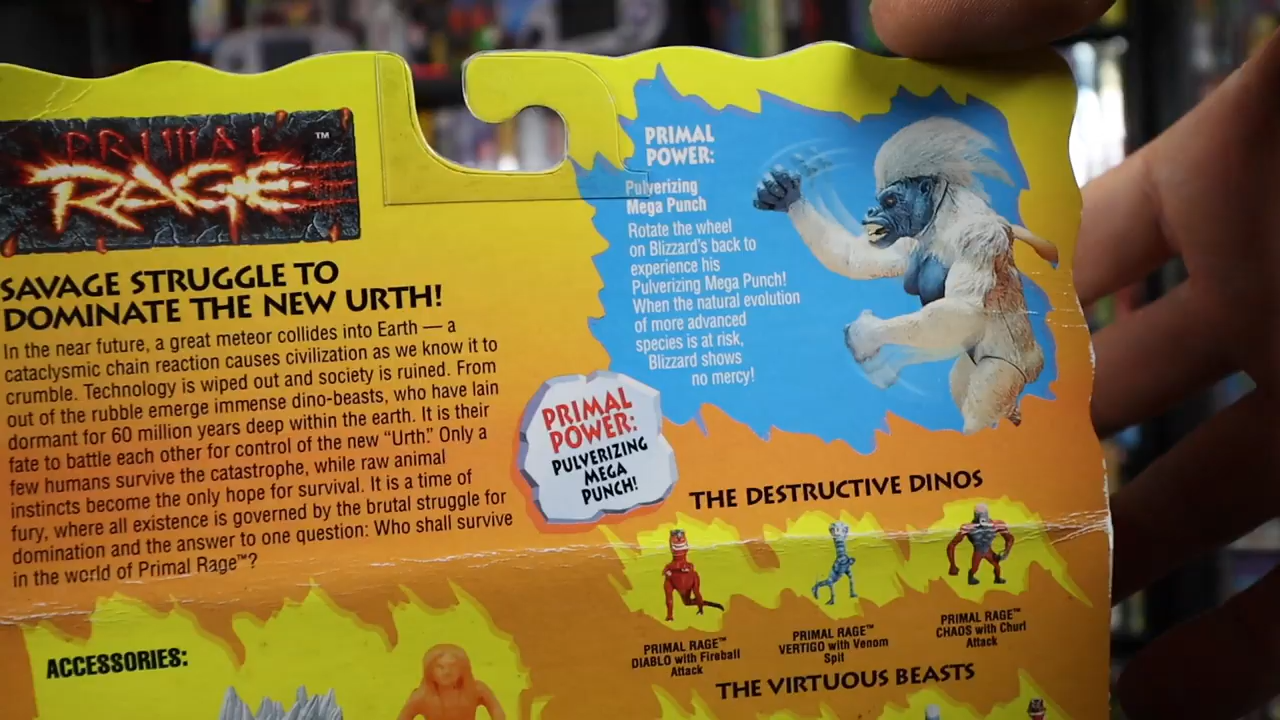 PRIMAL
RAGE
TM
SAVAGE STRUGGLE TO
DOMINATE THE NEW URTH!
In the near future, a great meteor collides into Earth — a
cataclysmic chain reaction causes civilization as we know it to
crumble. Technology is wiped out and society is ruined. From
out of the rubble emerge immense dino-beasts, who have lain
dormant for 60 million years deep within the earth. It is their
fate to battle each other for control of the new “Urth.” Only a
few humans survive the catastrophe, while raw animal
instincts become the only hope for survival. It is a time of
fury, where all existence is governed by the brutal struggle for
domination and the answer to one question: Who shall survive
in the world of Primal Rage™?
ACCESSORIES:
PRIMAL
POWER:
Pulverizing
Mega Punch
Rotate the wheel
on Blizzard's back to
experience his
Pulverizing Mega Punch!
When the natural evolution
of more advanced
species is at risk,
Blizzard shows
no mercy!
PRIMAL
POWER:
PULVERIZING
MEGA
PUNCH!
THE DESTRUCTIVE DINOS
PRIMAL RAGE™
DIABLO with Fireball
Attack
PRIMAL RAGE™
VERTIGO with Venom
Spit
PRIMAL RAGE™
CHAOS with Churl
Attack
THE VIRTUOUS BEASTS